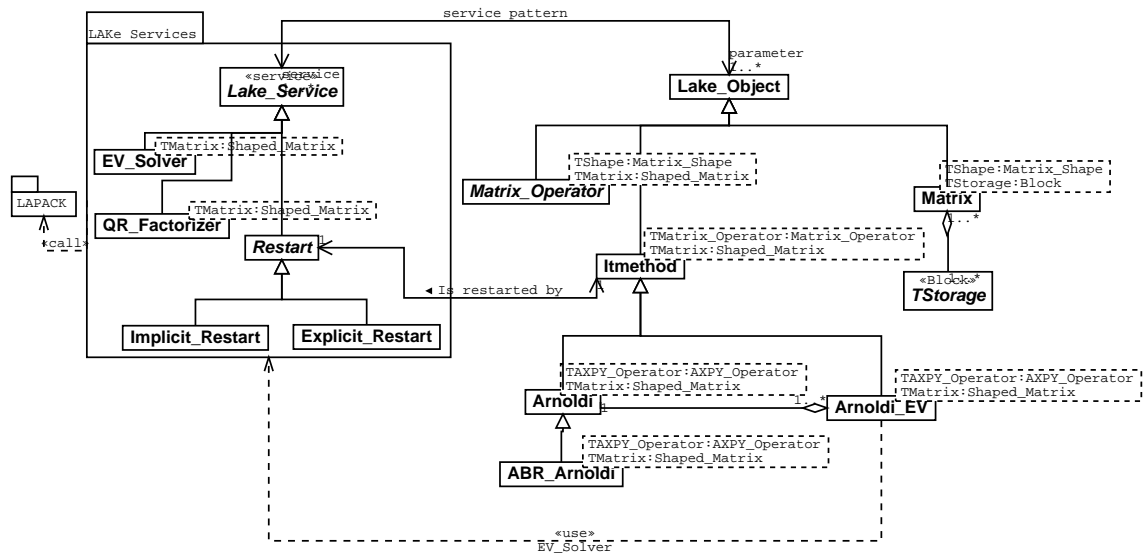 service pattern
LAKe Services
parameter
1..*
«service»
service
*
Lake_Service
Lake_Object
TMatrix:Shaped_Matrix
EV_Solver
TShape:Matrix_Shape
TMatrix:Shaped_Matrix
Matrix_Operator
TShape:Matrix_Shape
TStorage:Block
Matrix
LAPACK
«call»
TMatrix:Shaped_Matrix
QR_Factorizer
1..*
Restart
1
TMatrix_Operator:Matrix_Operator
TMatrix:Shaped_Matrix
Itmethod
1
◄ Is restarted by
1..*
«Block»
TStorage
Implicit_Restart
Explicit_Restart
TAXPY_Operator:AXPY_Operator
TMatrix:Shaped_Matrix
Arnoldi
1
1..*
TAXPY_Operator:AXPY_Operator
TMatrix:Shaped_Matrix
Arnoldi_EV
TAXPY_Operator:AXPY_Operator
TMatrix:Shaped_Matrix
ABR_Arnoldi
«use»
EV_Solver